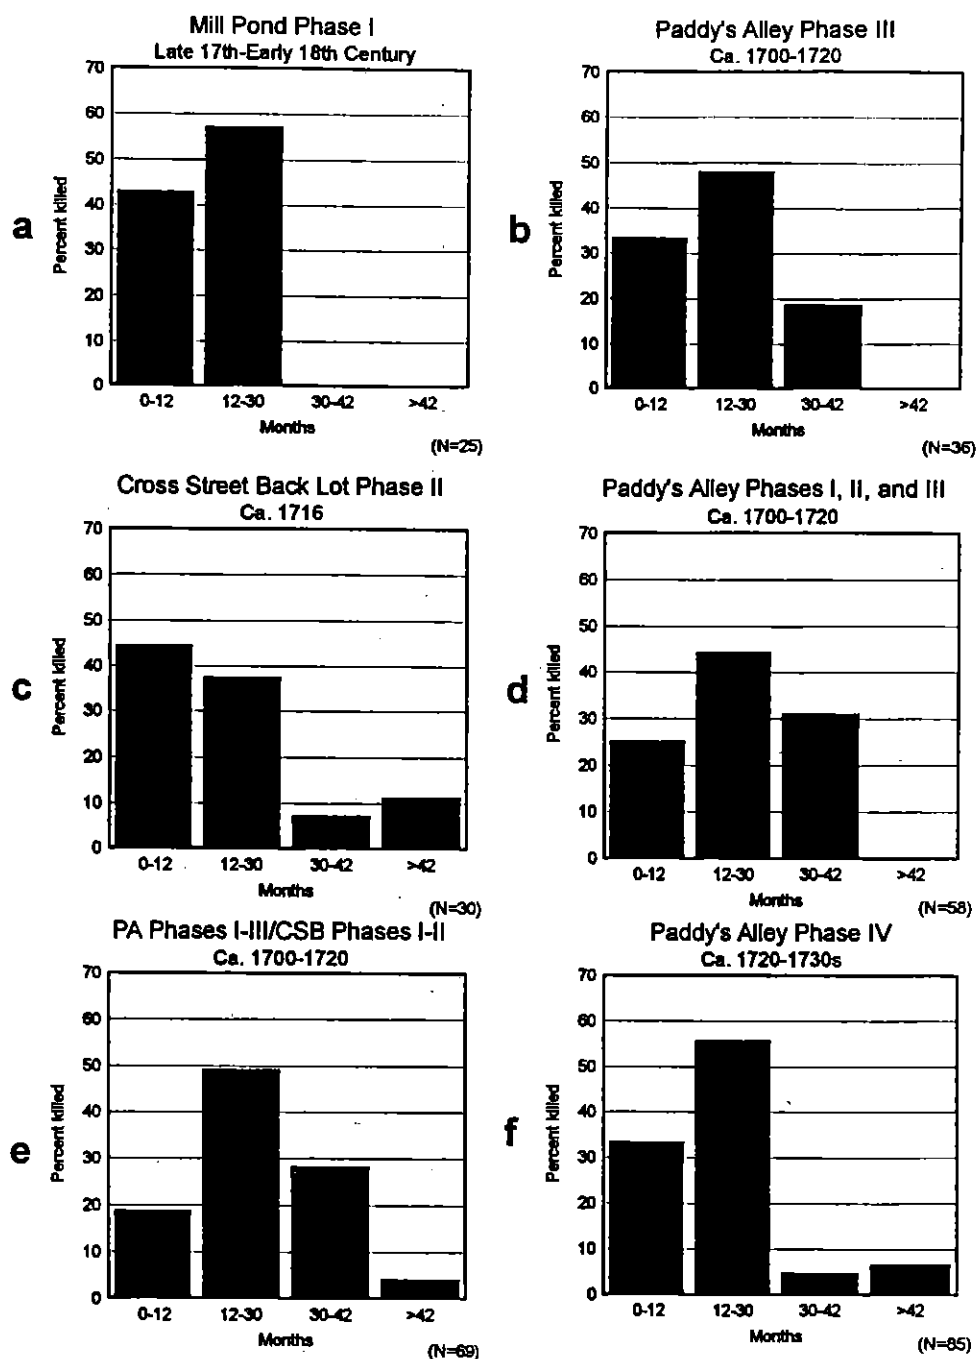 Mill Pond Phase I
Late 17th-Early 18th Century
70
60
50
40
30
20
10
0
Percent killed
0-12 12-30 30-42 >42
Months
(N=25)
a
Paddy's Alley Phase III
Ca. 1700-1720
70
60
50
40
30
20
10
0
Percent killed
0-12 12-30 30-42 >42
Months
(N=36)
b
Cross Street Back Lot Phase II
Ca. 1716
70
60
50
40
30
20
10
0
Percent killed
0-12 12-30 30-42 >42
Months
(N=30)
c
Paddy's Alley Phases I, II, and III
Ca. 1700-1720
70
60
50
40
30
20
10
0
Percent killed
0-12 12-30 30-42 >42
Months
(N=58)
d
PA Phases I-III/CSB Phases I-II
Ca. 1700-1720
70
60
50
40
30
20
10
0
Percent killed
0-12 12-30 30-42 >42
Months
(N=69)
e
Paddy's Alley Phase IV
Ca. 1720-1730s
70
60
50
40
30
20
10
0
Percent killed
0-12 12-30 30-42 >42
Months
(N=85)
f